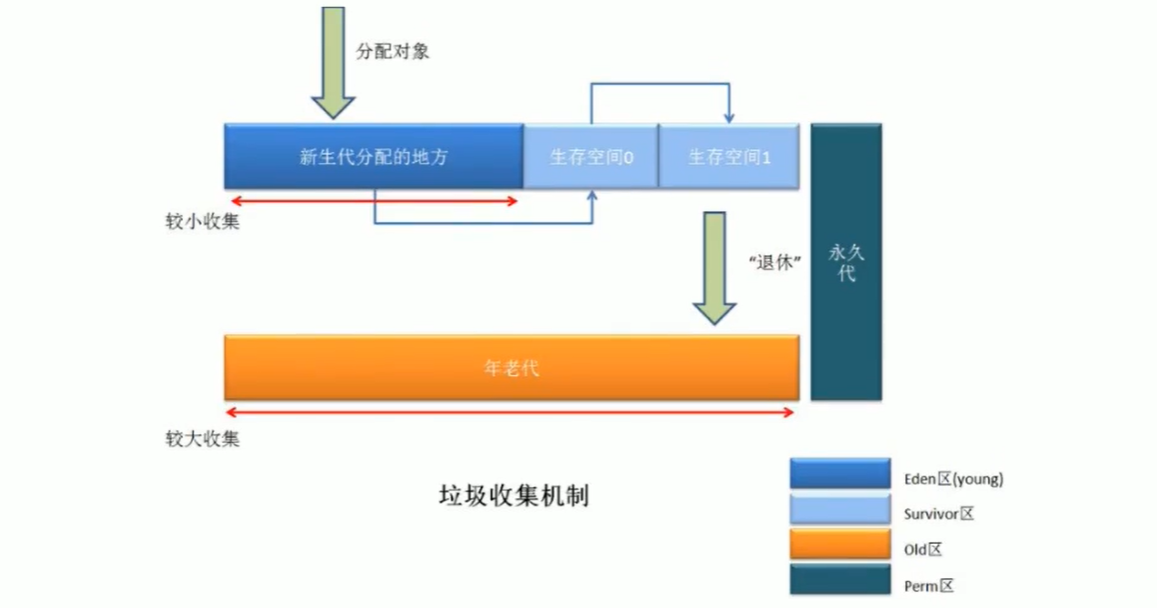 分配对象
新生代分配的地方
生存空间0
生存空间1
较小收集
“退休”
永久
代
年老代
较大收集
垃圾收集机制
Eden区(young)
Survivor区
Old区
Perm区